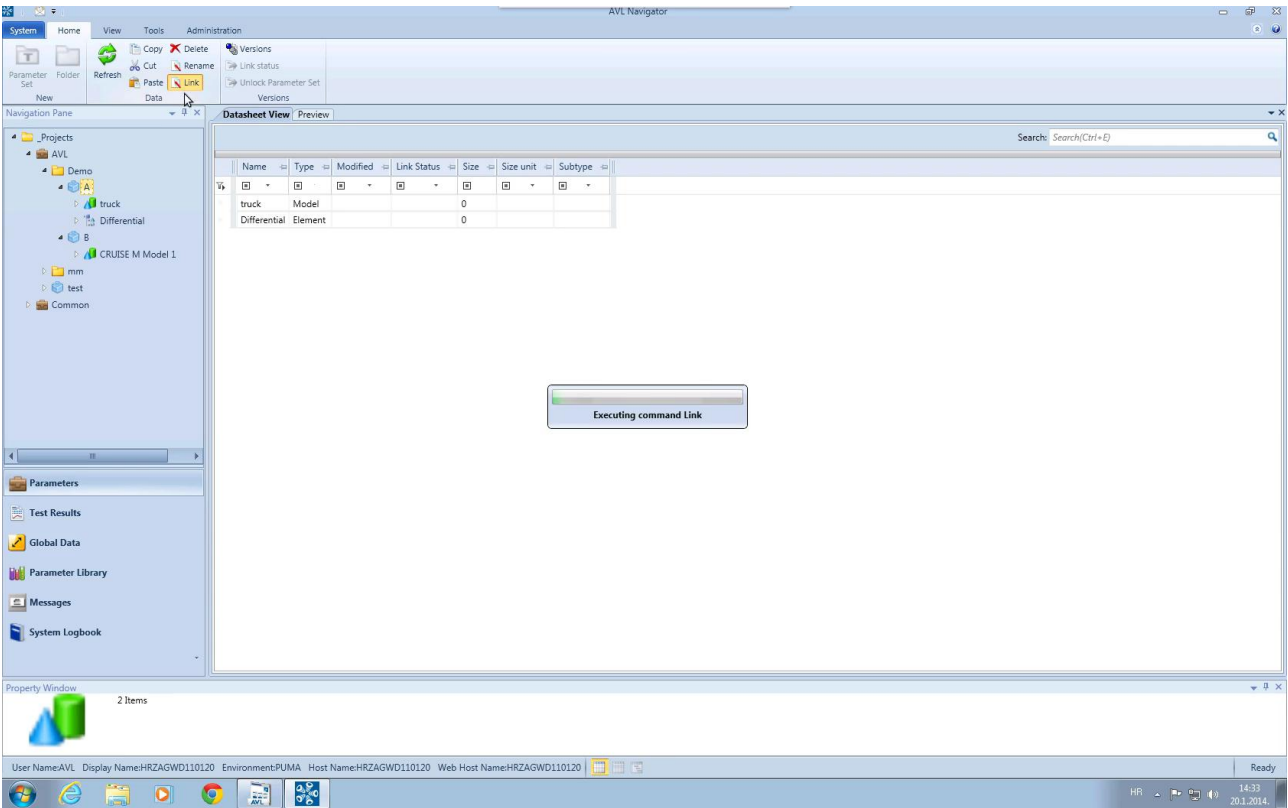 AVL Navigator
System Home View Tools Administration
Parameter Set
Folder
Refresh
Copy Delete
Cut Rename
Paste Link
Versions
Link status
Unlock Parameter Set
New Data Versions
Navigation Pane
_Projects
AVL
Demo
A
truck
Differential
B
CRUISE M Model 1
mm
test
Common
Datasheet View Preview
Search: Search(Ctrl+E)
Name Type Modified Link Status Size Size unit Subtype
truck Model 0
Differential Element 0
Executing command Link
Parameters
Test Results
Global Data
Parameter Library
Messages
System Logbook
Property Window
2 Items
User Name:AVL Display Name:HRZAGWD110120 Environment:PUMA Host Name:HRZAGWD110120 Web Host Name:HRZAGWD110120 Ready
AVL
HR 14:33
20.1.2014.